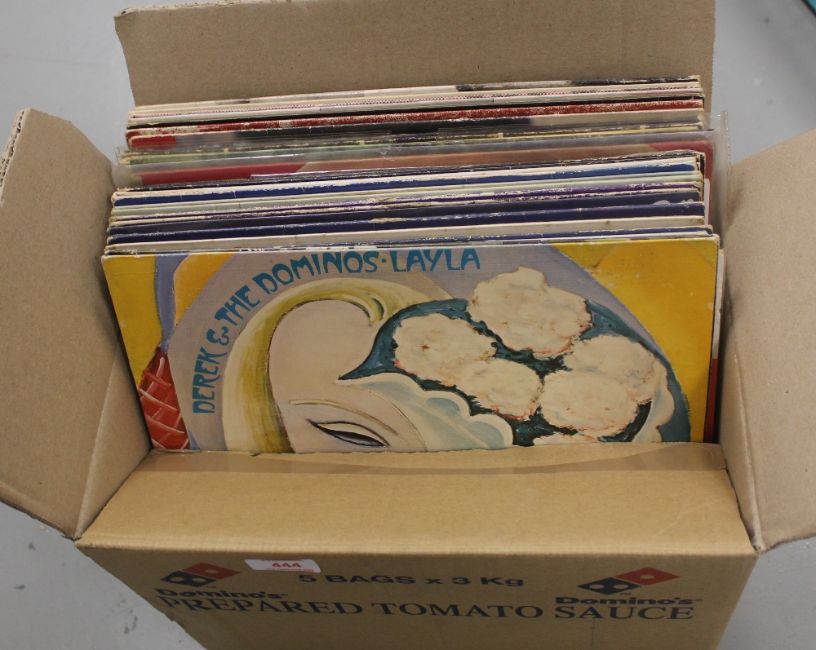 DEREK & THE DOMINOS · LAYLA
444
5 BAGS x 3 Kg
Domino's Domino's
PREPARED TOMATO SAUCE